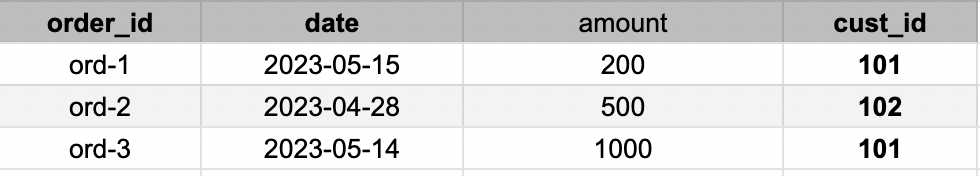 order_id date amount cust_id
ord-1 2023-05-15 200 101
ord-2 2023-04-28 500 102
ord-3 2023-05-14 1000 101